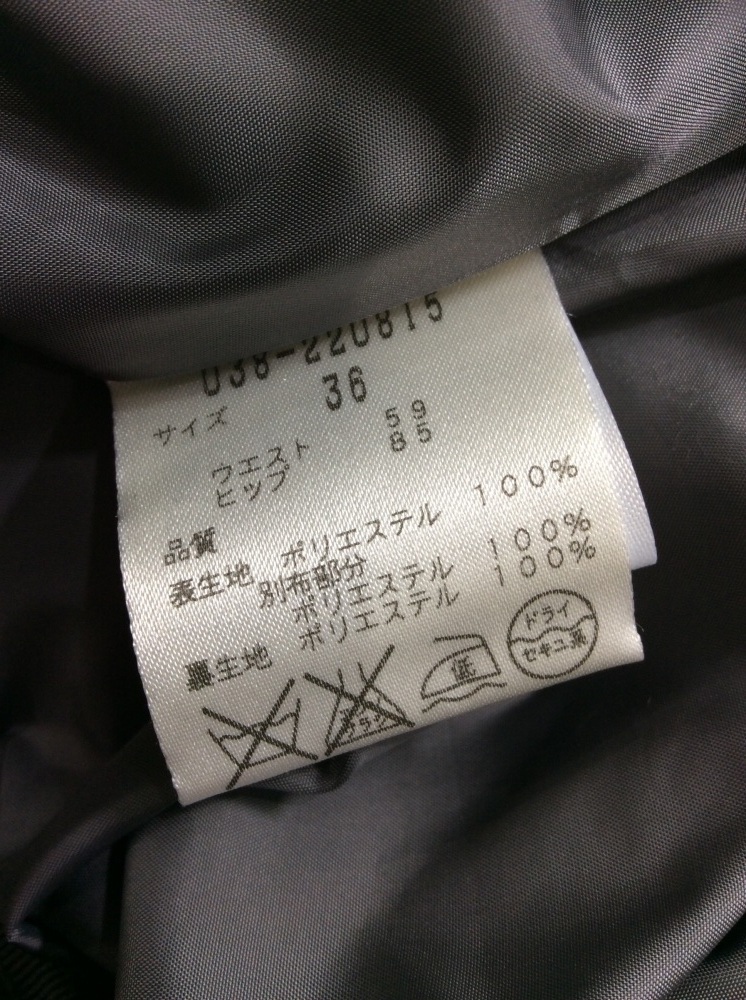 038-220815
サイズ 36
ウエスト 59
ヒップ 85
品質
表生地 ポリエステル 100%
別布部分
ポリエステル 100%
裏生地 ポリエステル 100%
低
ドライ
セキユ系